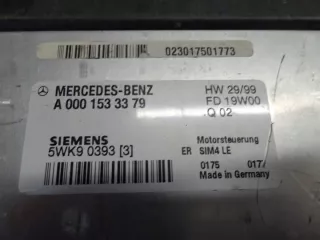 023017501773
MERCEDES-BENZ
HW 29/99
A 000 153 33 79
FD 19W00
Q 02
SIEMENS
Motorsteuerung
5WK9 0393 [3]
ER SIM4 LE
0175 017
Made in Germany